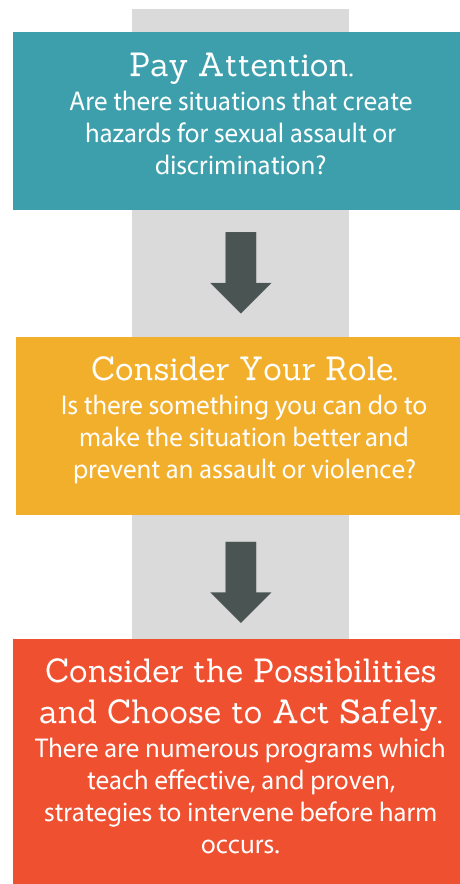 Pay Attention.
Are there situations that create
hazards for sexual assault or
discrimination?
Consider Your Role.
Is there something you can do to
make the situation better and
prevent an assault or violence?
Consider the Possibilities
and Choose to Act Safely.
There are numerous programs which
teach effective, and proven,
strategies to intervene before harm
occurs.